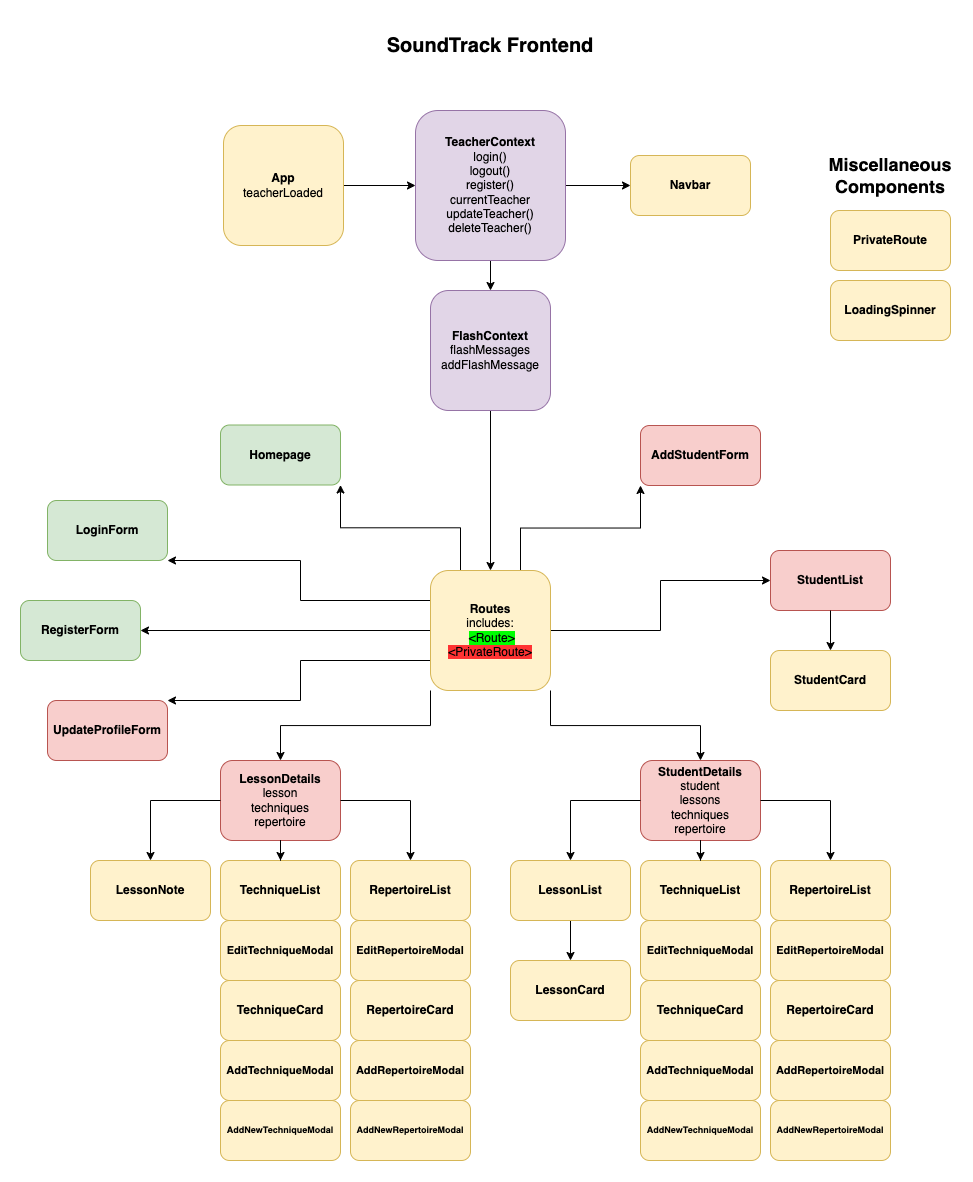 SoundTrack Frontend
App
teacherLoaded
TeacherContext
login()
logout()
register()
currentTeacher
updateTeacher()
deleteTeacher()
Navbar
Miscellaneous
Components
PrivateRoute
LoadingSpinner
FlashContext
flashMessages
addFlashMessage
Homepage
AddStudentForm
LoginForm
StudentList
RegisterForm
Routes
includes:
<Route>
<PrivateRoute>
StudentCard
UpdateProfileForm
LessonDetails
lesson
techniques
repertoire
StudentDetails
student
lessons
techniques
repertoire
LessonNote
TechniqueList
RepertoireList
LessonList
TechniqueList
RepertoireList
EditTechniqueModal
EditRepertoireModal
EditTechniqueModal
EditRepertoireModal
TechniqueCard
RepertoireCard
LessonCard
TechniqueCard
RepertoireCard
AddTechniqueModal
AddRepertoireModal
AddTechniqueModal
AddRepertoireModal
AddNewTechniqueModal
AddNewRepertoireModal
AddNewTechniqueModal
AddNewRepertoireModal